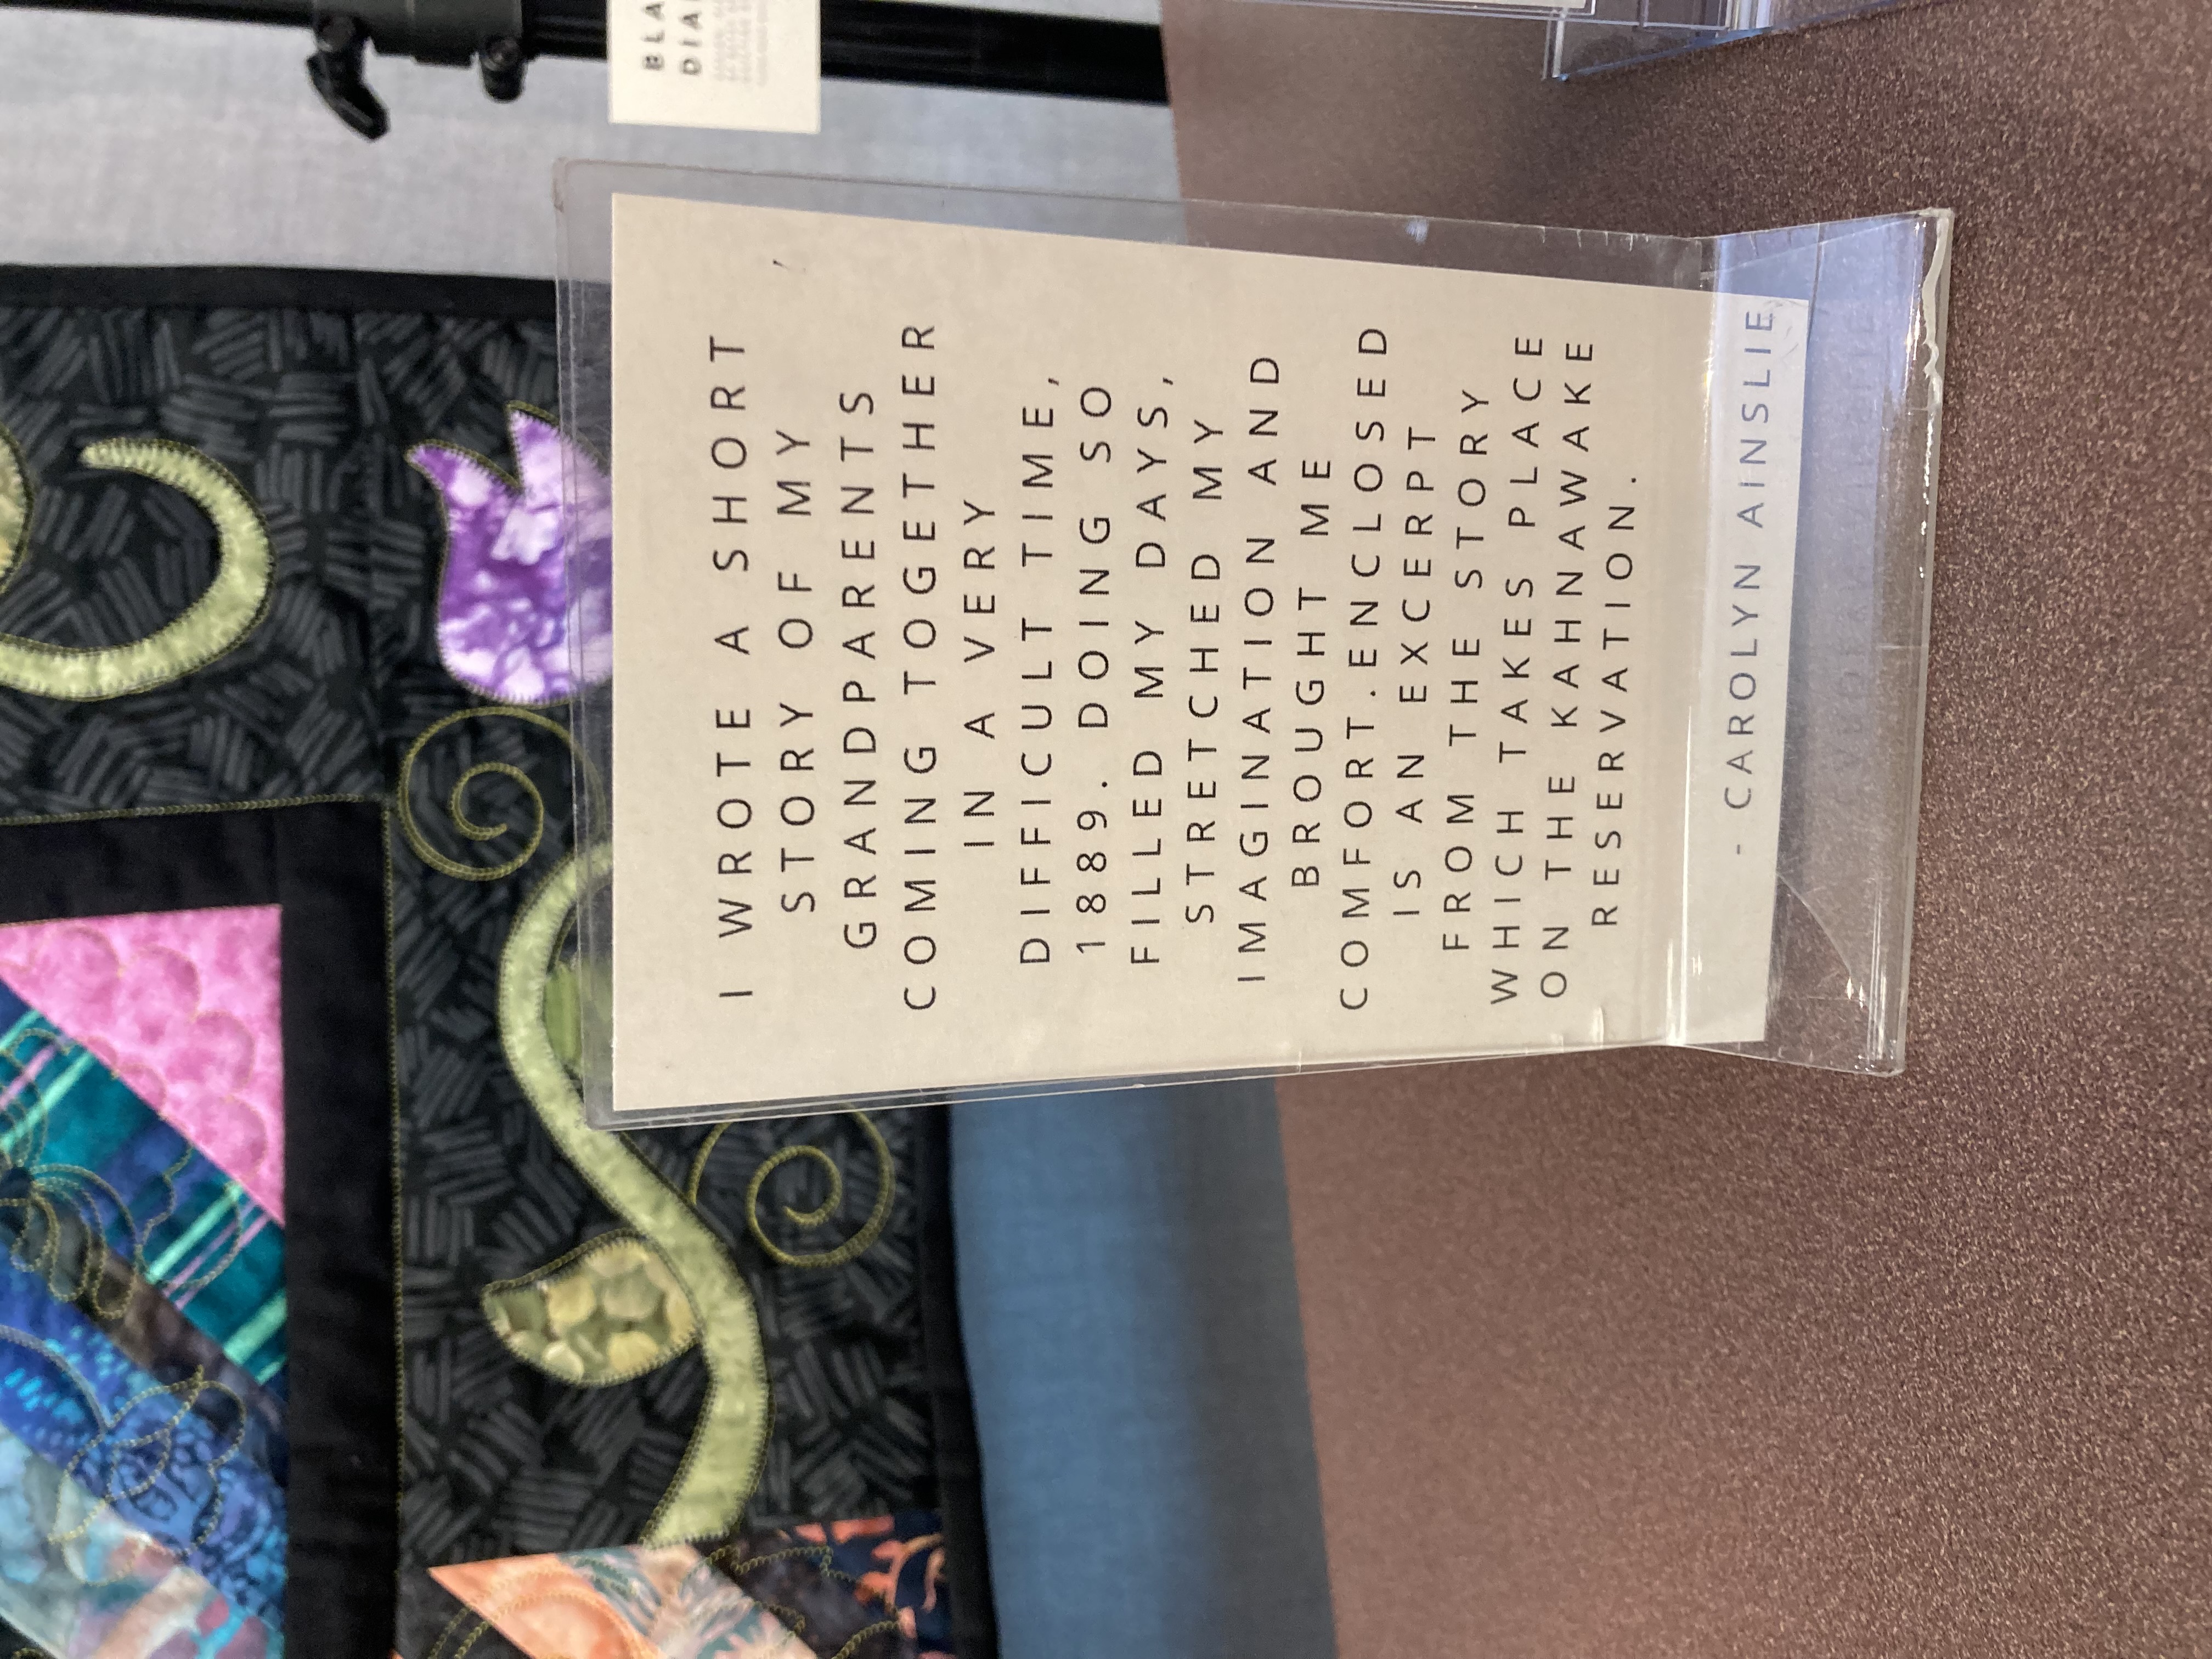 I WROTE A SHORT
STORY OF MY
GRANDPARENTS
COMING TOGETHER
IN A VERY
DIFFICULT TIME,
1889. DOING SO
FILLED MY DAYS,
STRETCHED MY
IMAGINATION AND
BROUGHT ME
COMFORT.ENCLOSED
IS AN EXCERPT
FROM THE STORY
WHICH TAKES PLACE
ON THE KAHNAWAKE
RESERVATION.
- CAROLYN AINSLIE
BLA
DIA